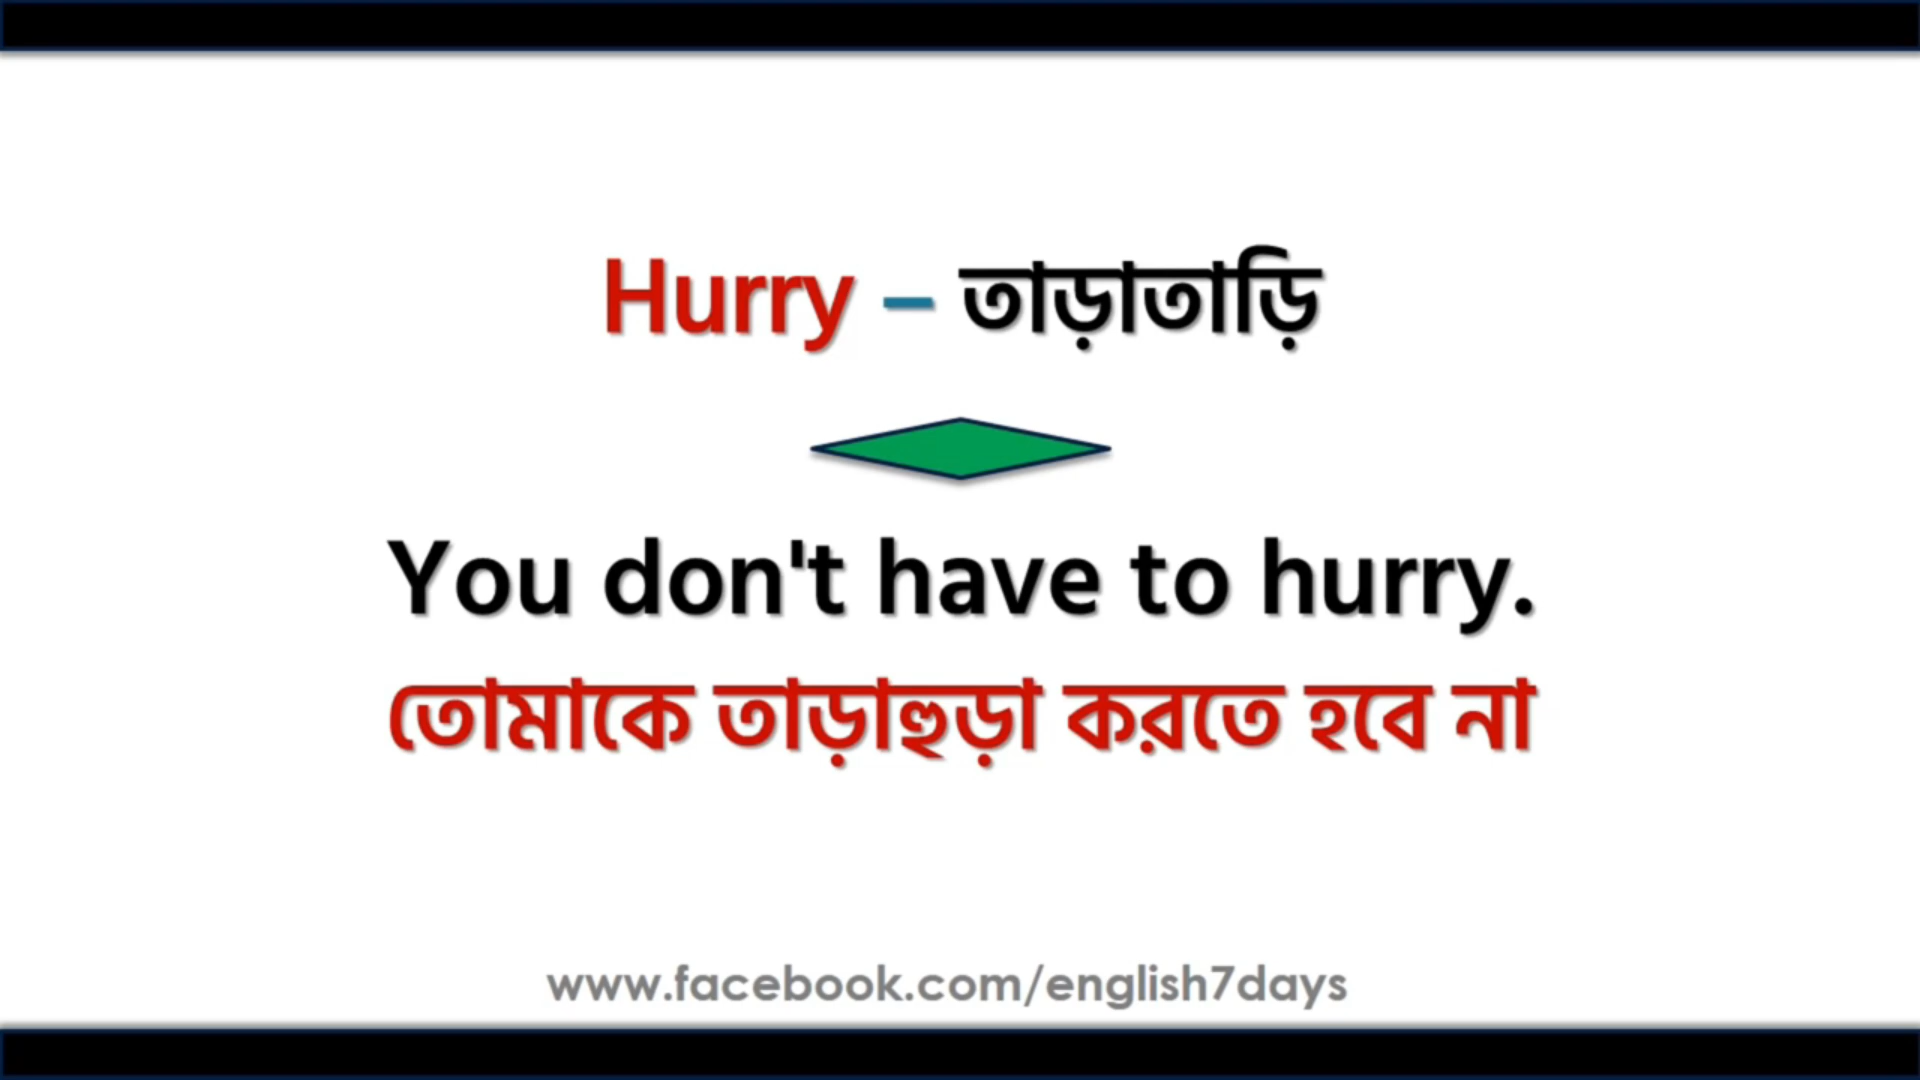 Hurry – তাড়াতাড়ি
You don't have to hurry.
তোমাকে তাড়াহুড়া করতে হবে না
www.facebook.com/english7days